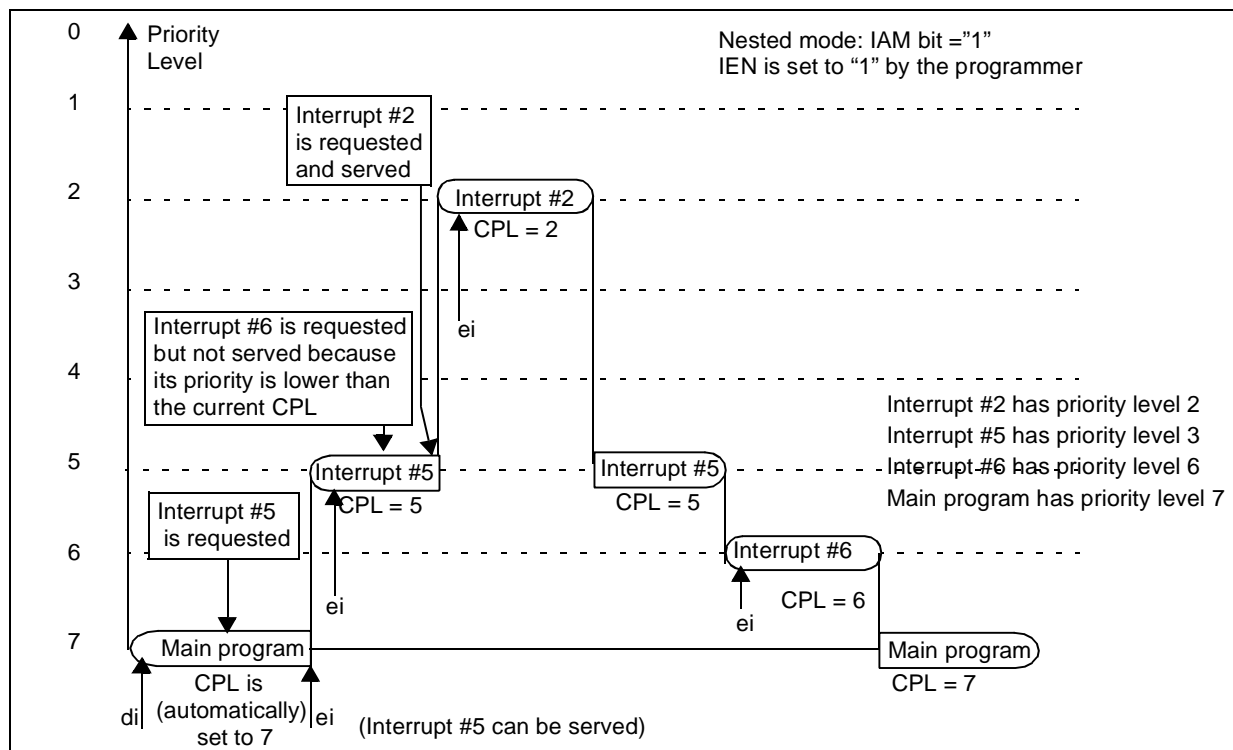 0
Priority
Level
Nested mode: IAM bit =”1”
IEN is set to “1” by the programmer
1
Interrupt #2
is requested
and served
2
Interrupt #2
CPL = 2
3
ei
Interrupt #6 is requested
but not served because
its priority is lower than
the current CPL
4
Interrupt #2 has priority level 2
Interrupt #5 has priority level 3
Interrupt #6 has priority level 6
Main program has priority level 7
5
Interrupt #5
CPL = 5
Interrupt #5
CPL = 5
Interrupt #5
is requested
6
Interrupt #6
CPL = 6
ei
ei
7
Main program
Main program
CPL = 7
CPL is
(automatically)
set to 7
di
ei
(Interrupt #5 can be served)